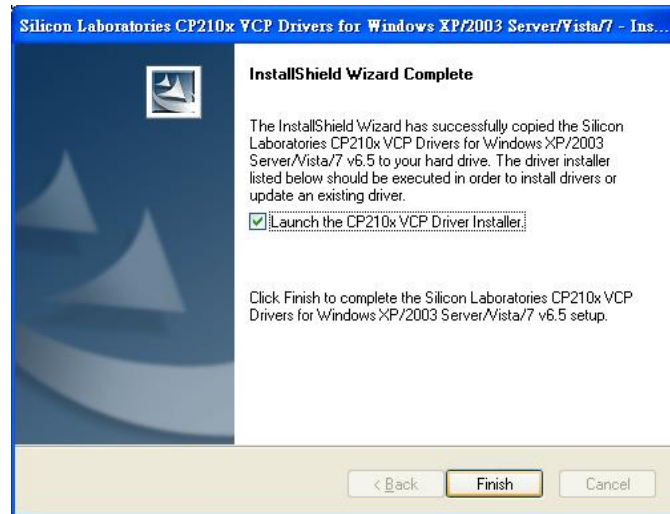 Silicon Laboratories CP210x VCP Drivers for Windows XP/2003 Server/Vista/7 - Ins...
InstallShield Wizard Complete
The InstallShield Wizard has successfully copied the Silicon
Laboratories CP210x VCP Drivers for Windows XP/2003
Server/Vista/7 v6.5 to your hard drive. The driver installer
listed below should be executed in order to install drivers or
update an existing driver.
Launch the CP210x VCP Driver Installer.
Click Finish to complete the Silicon Laboratories CP210x VCP
Drivers for Windows XP/2003 Server/Vista/7 v6.5 setup.
< Back Finish Cancel